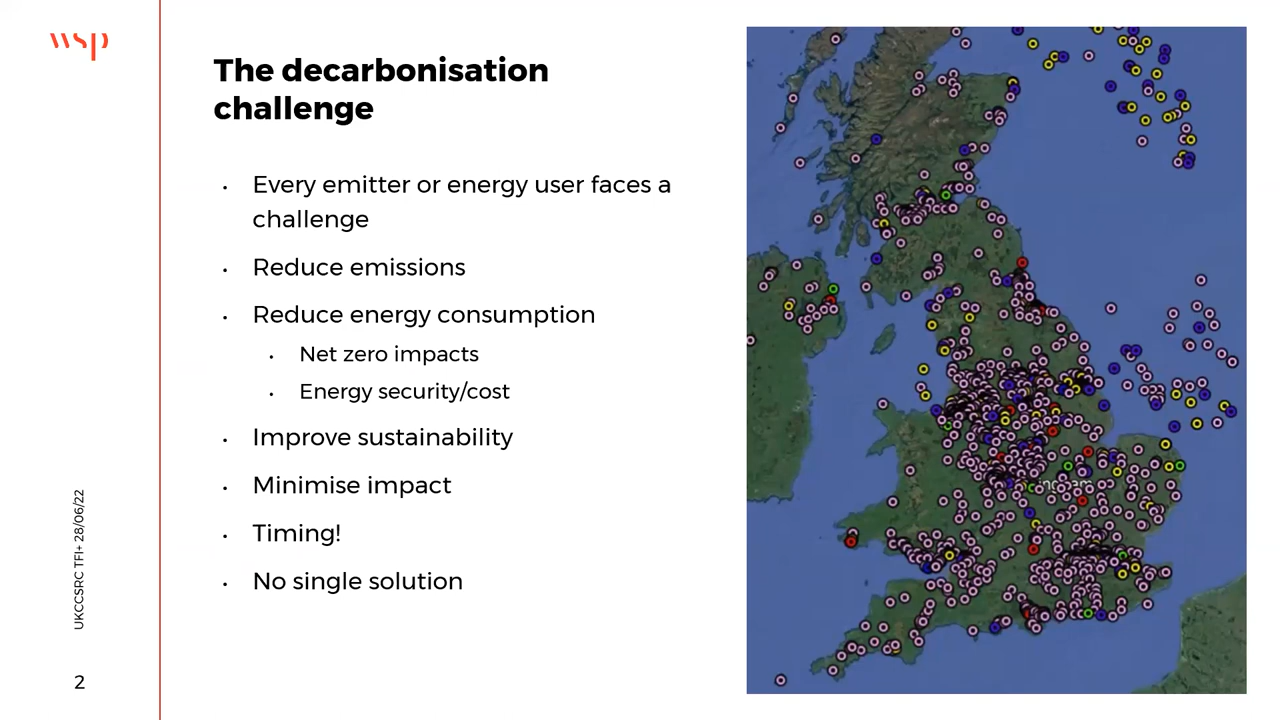 wsp
The decarbonisation
challenge
• Every emitter or energy user faces a
challenge
• Reduce emissions
• Reduce energy consumption
• Net zero impacts
• Energy security/cost
• Improve sustainability
• Minimise impact
• Timing!
• No single solution
UKCCSRC TFI+ 28/06/22
2